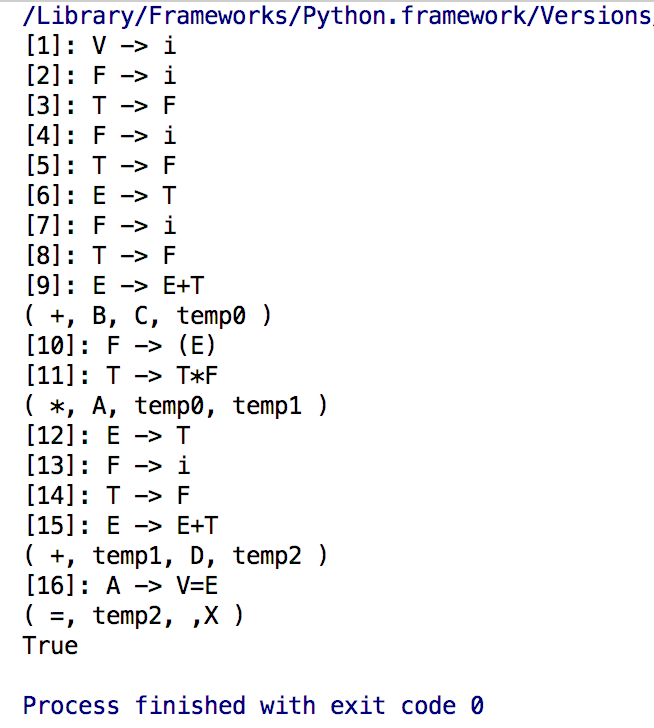 /Library/Frameworks/Python.framework/Versions
[1]: V -> i
[2]: F -> i
[3]: T -> F
[4]: F -> i
[5]: T -> F
[6]: E -> T
[7]: F -> i
[8]: T -> F
[9]: E -> E+T
( +, B, C, temp0 )
[10]: F -> (E)
[11]: T -> T*F
( *, A, temp0, temp1 )
[12]: E -> T
[13]: F -> i
[14]: T -> F
[15]: E -> E+T
( +, temp1, D, temp2 )
[16]: A -> V=E
( =, temp2, ,X )
True
Process finished with exit code 0